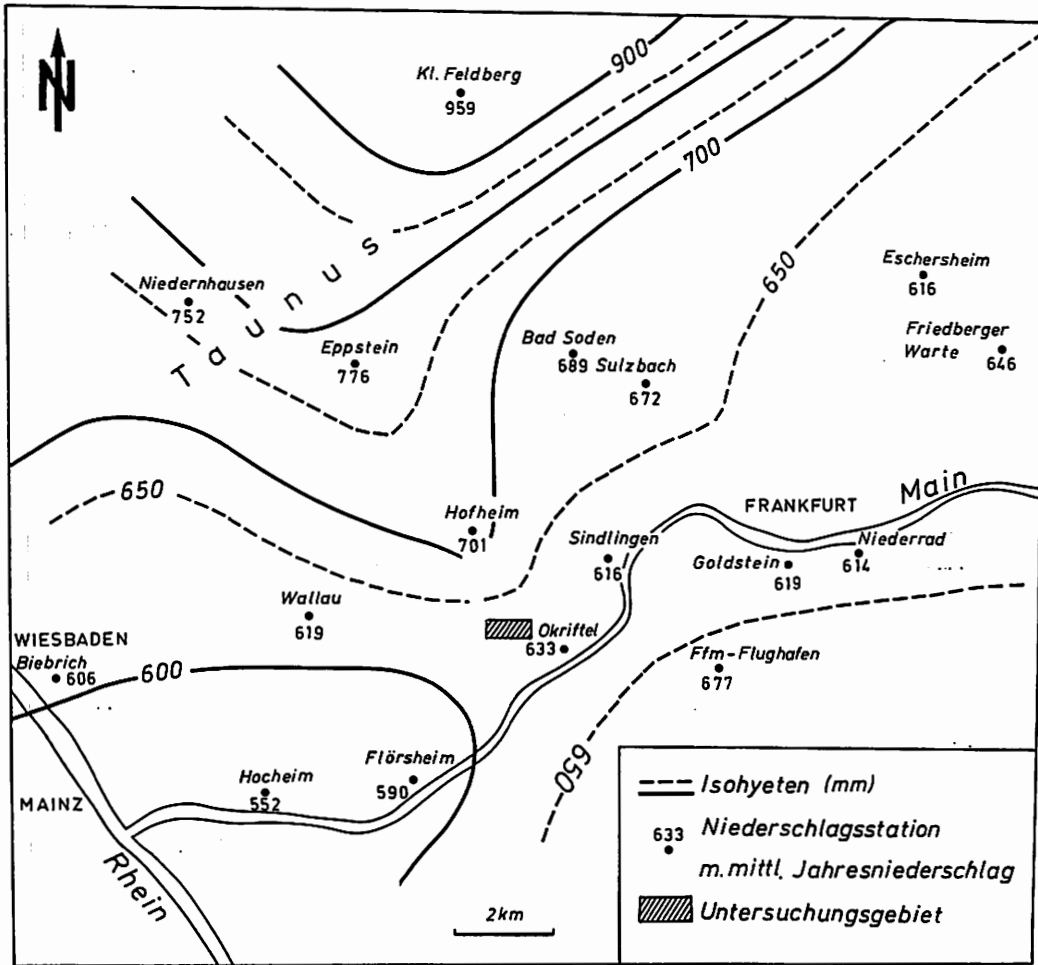 N
Kl. Feldberg
959
900
700
650
Taunus
Niedernhausen
752
Eppstein
776
Bad Soden
689
Sulzbach
672
Eschersheim
616
Friedberger
Warte
646
650
Hofheim
701
Sindlingen
616
FRANKFURT
Main
Goldstein
619
Niederrad
614
Wallau
619
Okriftel
633
WIESBADEN
Biebrich
606
600
Ffm-Flughafen
677
650
Flörsheim
590
Hocheim
552
MAINZ
Rhein
2km
Isohyeten (mm)
633 Niederschlagsstation
m. mittl. Jahresniederschlag
Untersuchungsgebiet